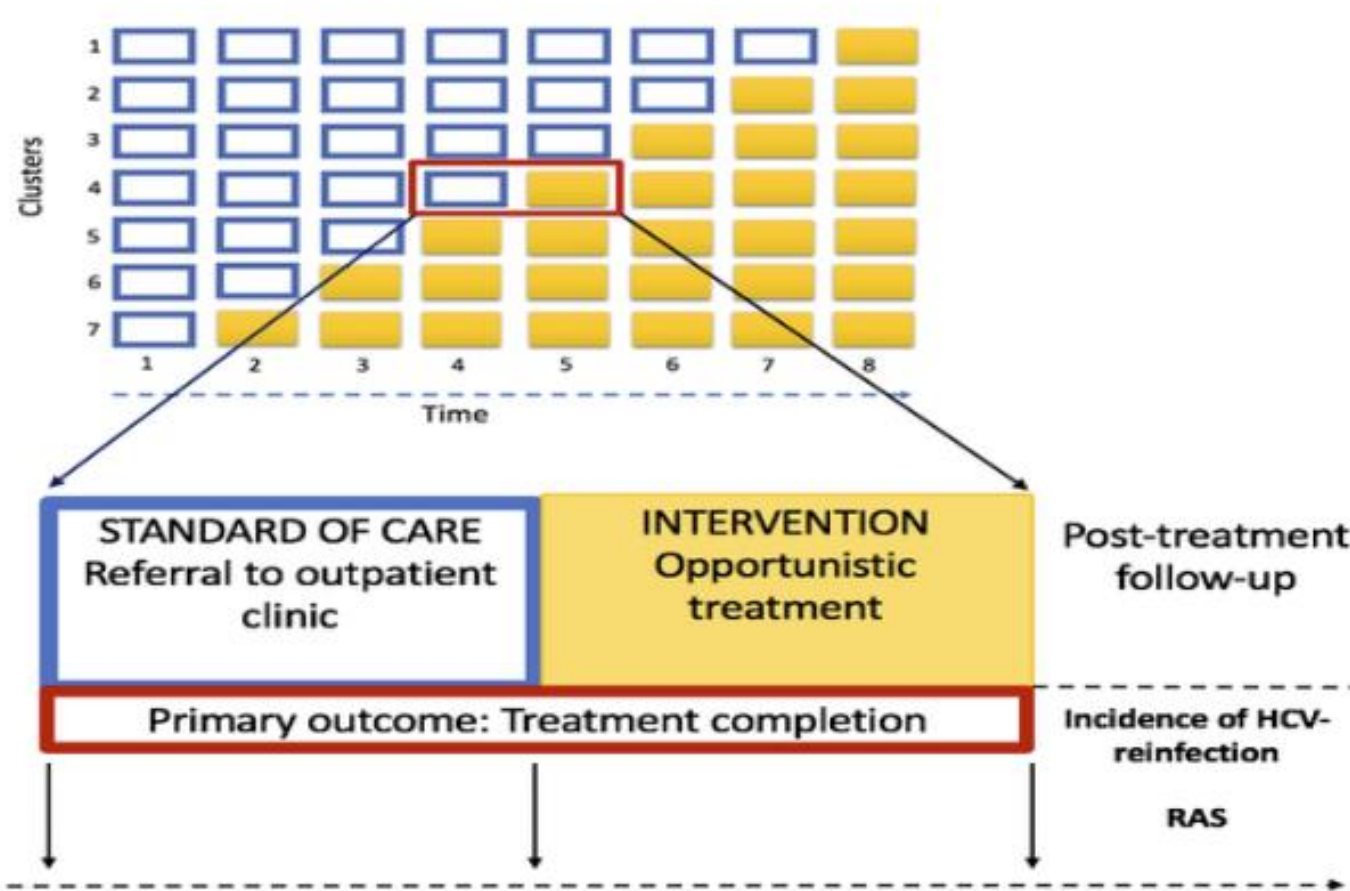 Clusters
1
2
3
4
5
6
7
1 2 3 4 5 6 7 8
Time
STANDARD OF CARE
Referral to outpatient
clinic
INTERVENTION
Opportunistic
treatment
Post-treatment
follow-up
Primary outcome: Treatment completion
Incidence of HCV-
reinfection
RAS